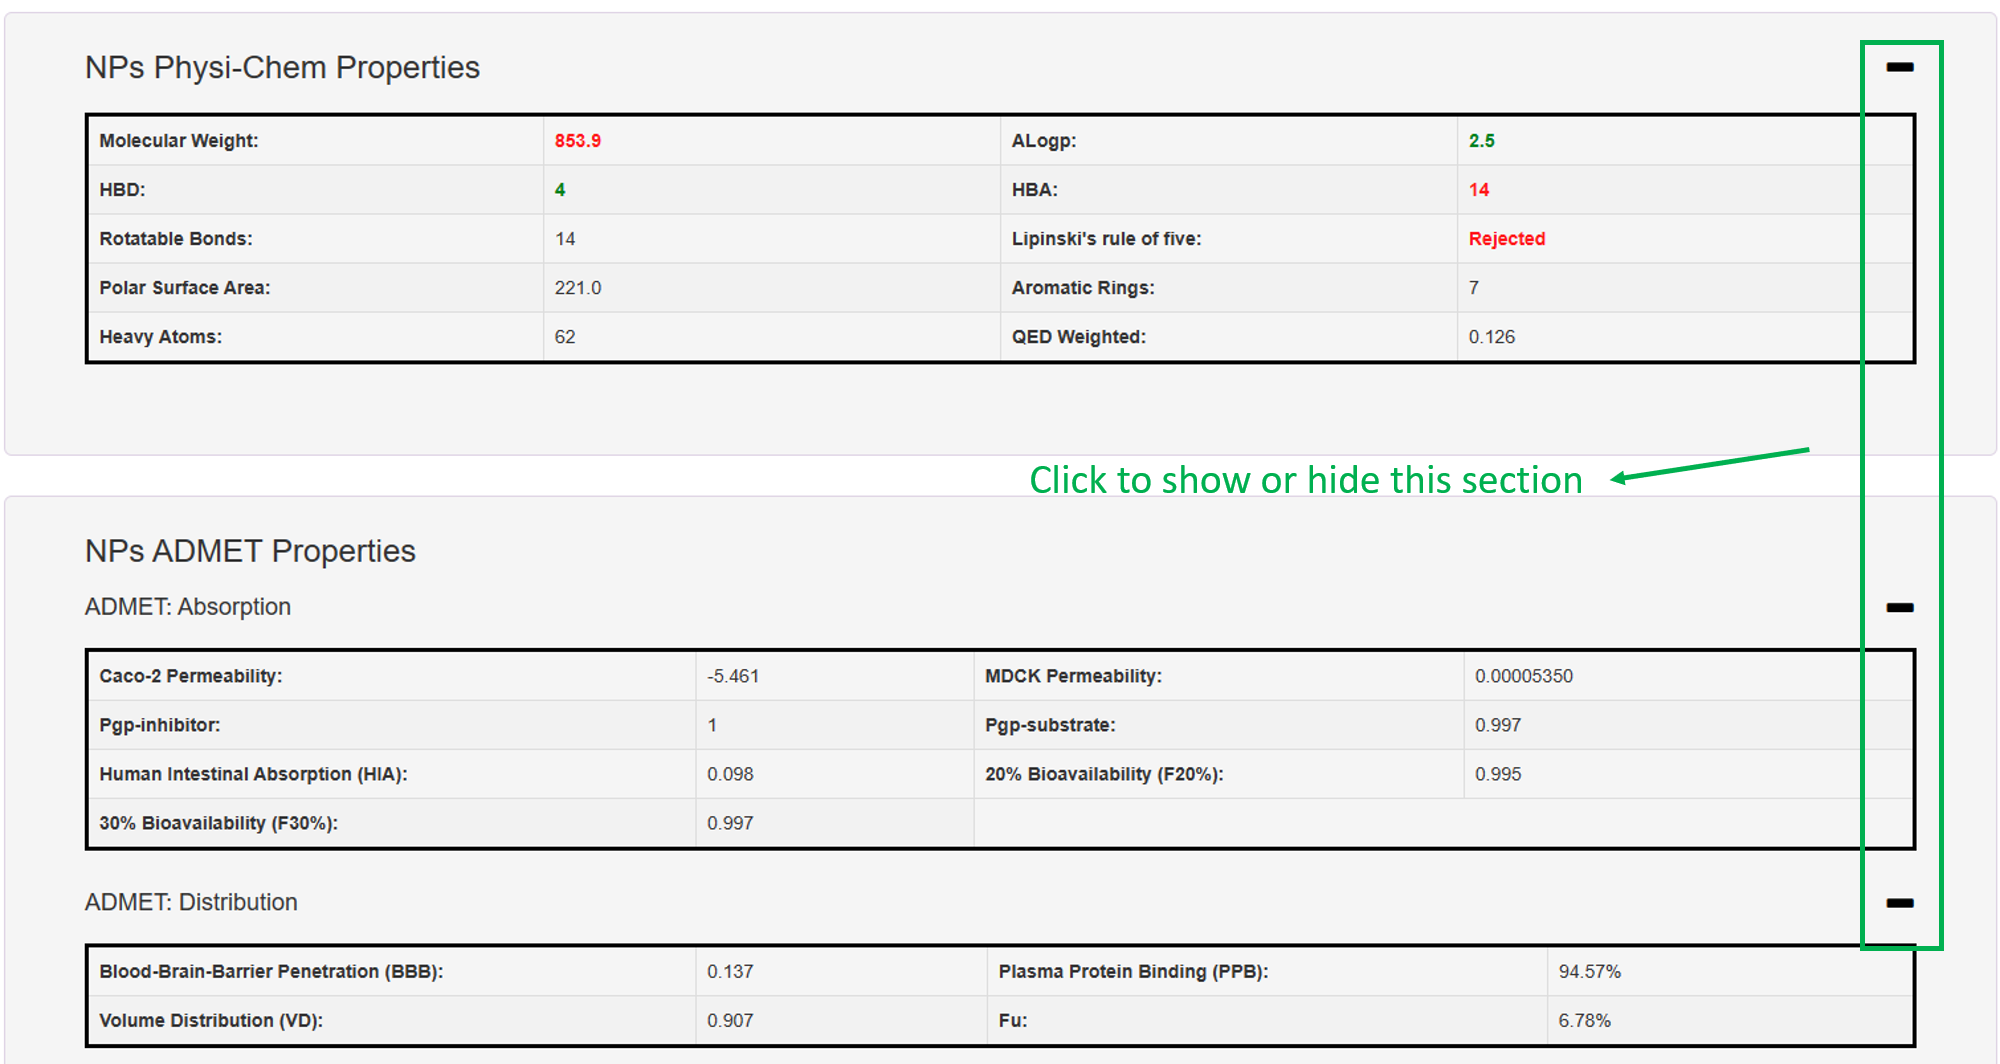 NPs Physi-Chem Properties
Molecular Weight: 853.9 ALogp: 2.5
HBD: 4 HBA: 14
Rotatable Bonds: 14 Lipinski's rule of five: Rejected
Polar Surface Area: 221.0 Aromatic Rings: 7
Heavy Atoms: 62 QED Weighted: 0.126
Click to show or hide this section
NPs ADMET Properties
ADMET: Absorption
Caco-2 Permeability: -5.461 MDCK Permeability: 0.00005350
Pgp-inhibitor: 1 Pgp-substrate: 0.997
Human Intestinal Absorption (HIA): 0.098 20% Bioavailability (F20%): 0.995
30% Bioavailability (F30%): 0.997
ADMET: Distribution
Blood-Brain-Barrier Penetration (BBB): 0.137 Plasma Protein Binding (PPB): 94.57%
Volume Distribution (VD): 0.907 Fu: 6.78%